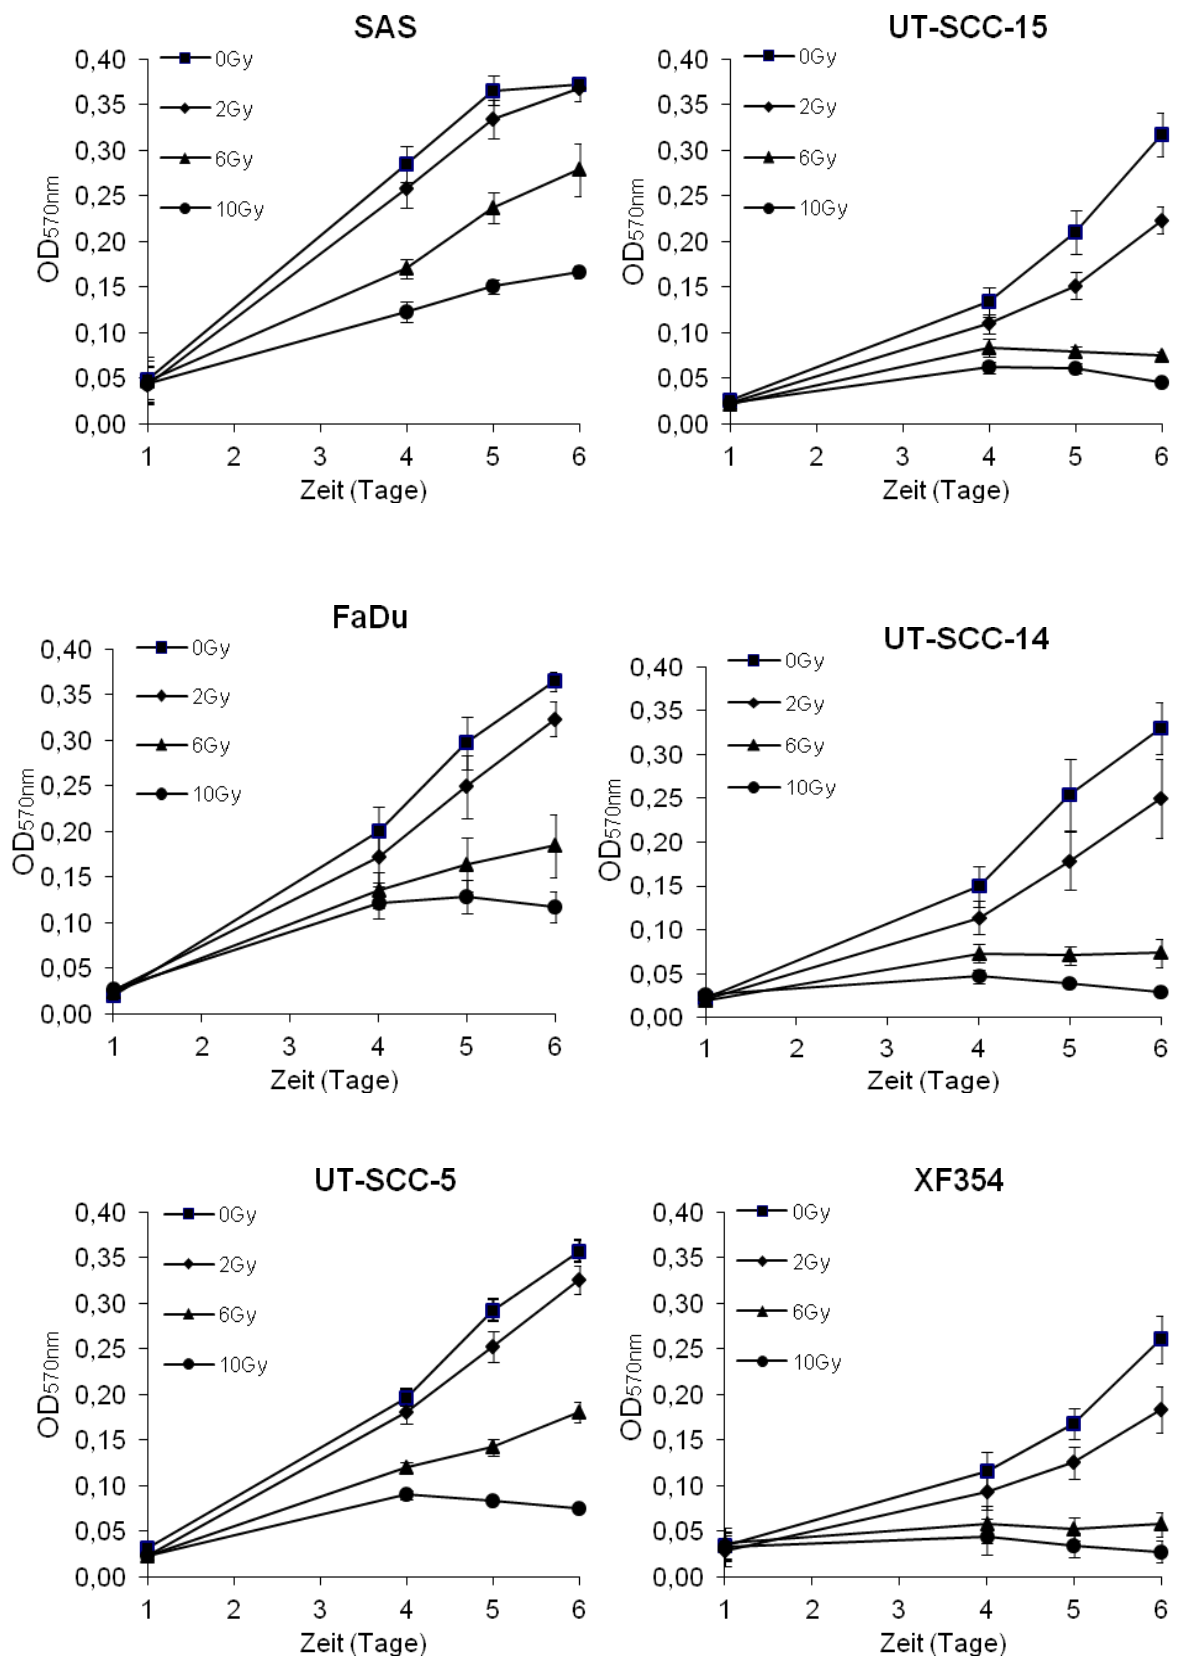 SAS
0,40
0,35
0,30
0,25
0,20
0,15
0,10
0,05
0,00
OD570nm
0Gy
2Gy
6Gy
10Gy
1 2 3 4 5 6
Zeit (Tage)
UT-SCC-15
0,40
0,35
0,30
0,25
0,20
0,15
0,10
0,05
0,00
OD570nm
0Gy
2Gy
6Gy
10Gy
1 2 3 4 5 6
Zeit (Tage)
FaDu
0,40
0,35
0,30
0,25
0,20
0,15
0,10
0,05
0,00
OD570nm
0Gy
2Gy
6Gy
10Gy
1 2 3 4 5 6
Zeit (Tage)
UT-SCC-14
0,40
0,35
0,30
0,25
0,20
0,15
0,10
0,05
0,00
OD570nm
0Gy
2Gy
6Gy
10Gy
1 2 3 4 5 6
Zeit (Tage)
UT-SCC-5
0,40
0,35
0,30
0,25
0,20
0,15
0,10
0,05
0,00
OD570nm
0Gy
2Gy
6Gy
10Gy
1 2 3 4 5 6
Zeit (Tage)
XF354
0,40
0,35
0,30
0,25
0,20
0,15
0,10
0,05
0,00
OD570nm
0Gy
2Gy
6Gy
10Gy
1 2 3 4 5 6
Zeit (Tage)